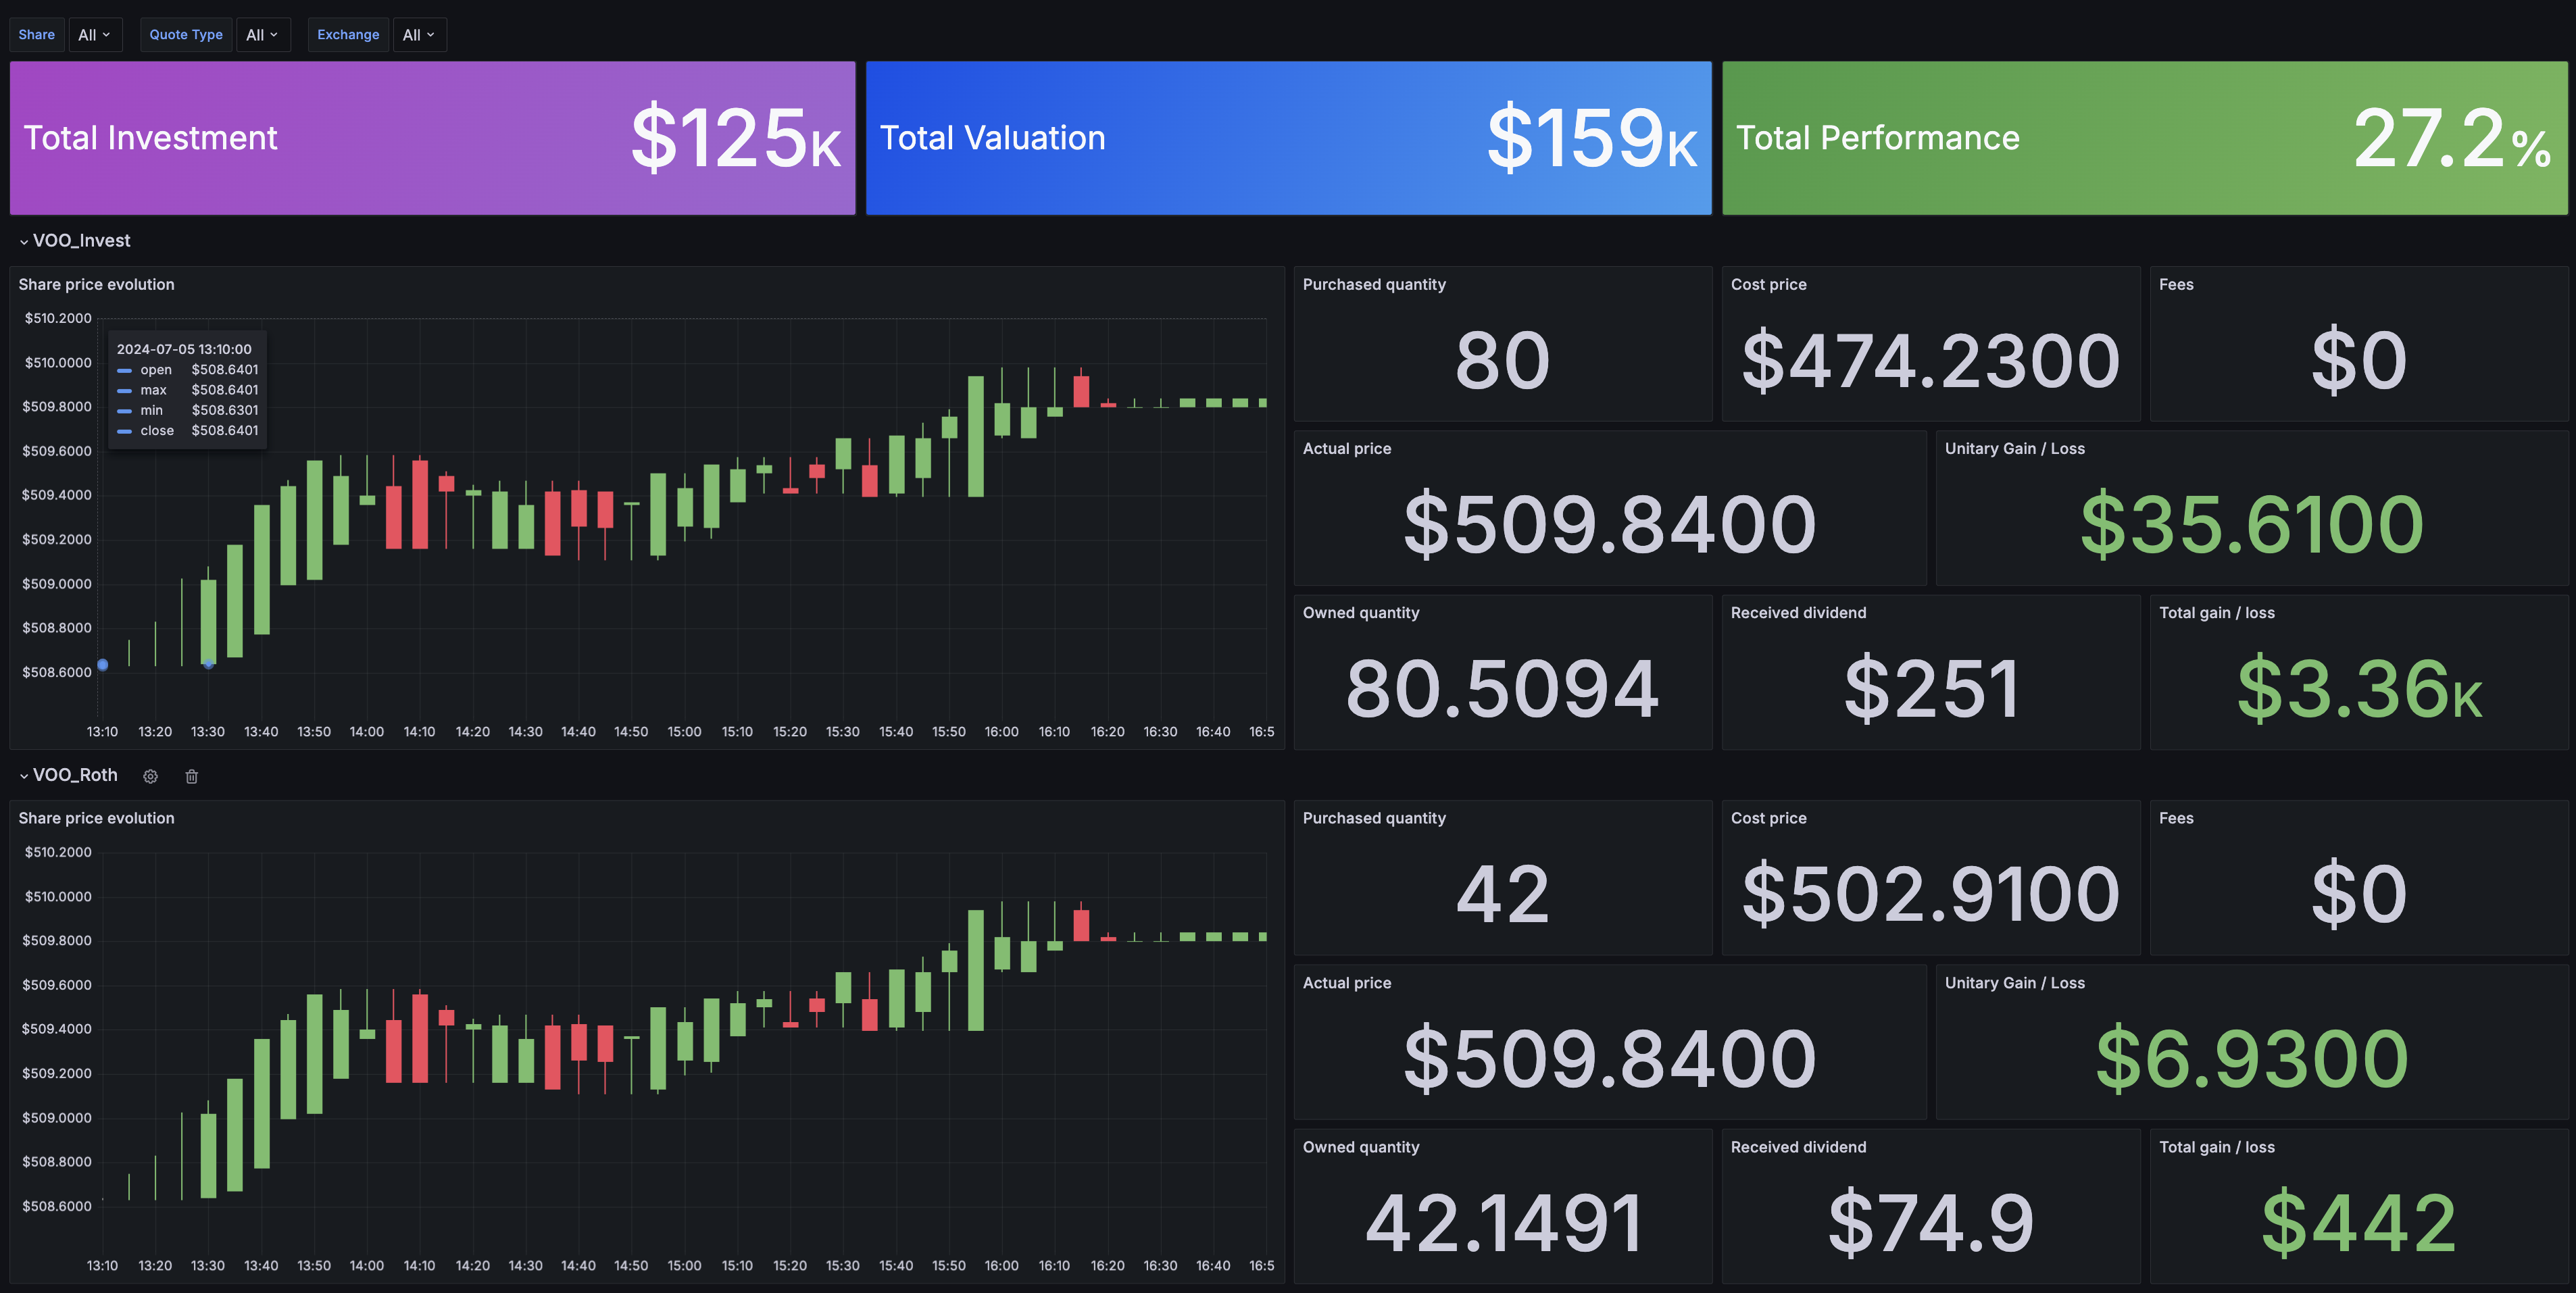 Share All Quote Type All Exchange All
Total Investment $125K Total Valuation $159K Total Performance 27.2%
VOO_Invest
Share price evolution
$510.2000
$510.0000
$509.8000
$509.6000
$509.4000
$509.2000
$509.0000
$508.8000
$508.6000
2024-07-05 13:10:00
open $508.6401
max $508.6401
min $508.6301
close $508.6401
13:10 13:20 13:30 13:40 13:50 14:00 14:10 14:20 14:30 14:40 14:50 15:00 15:10 15:20 15:30 15:40 15:50 16:00 16:10 16:20 16:30 16:40 16:5
Purchased quantity Cost price Fees
80 $474.2300 $0
Actual price Unitary Gain / Loss
$509.8400 $35.6100
Owned quantity Received dividend Total gain / loss
80.5094 $251 $3.36K
VOO_Roth
Share price evolution
$510.2000
$510.0000
$509.8000
$509.6000
$509.4000
$509.2000
$509.0000
$508.8000
$508.6000
13:10 13:20 13:30 13:40 13:50 14:00 14:10 14:20 14:30 14:40 14:50 15:00 15:10 15:20 15:30 15:40 15:50 16:00 16:10 16:20 16:30 16:40 16:5
Purchased quantity Cost price Fees
42 $502.9100 $0
Actual price Unitary Gain / Loss
$509.8400 $6.9300
Owned quantity Received dividend Total gain / loss
42.1491 $74.9 $442